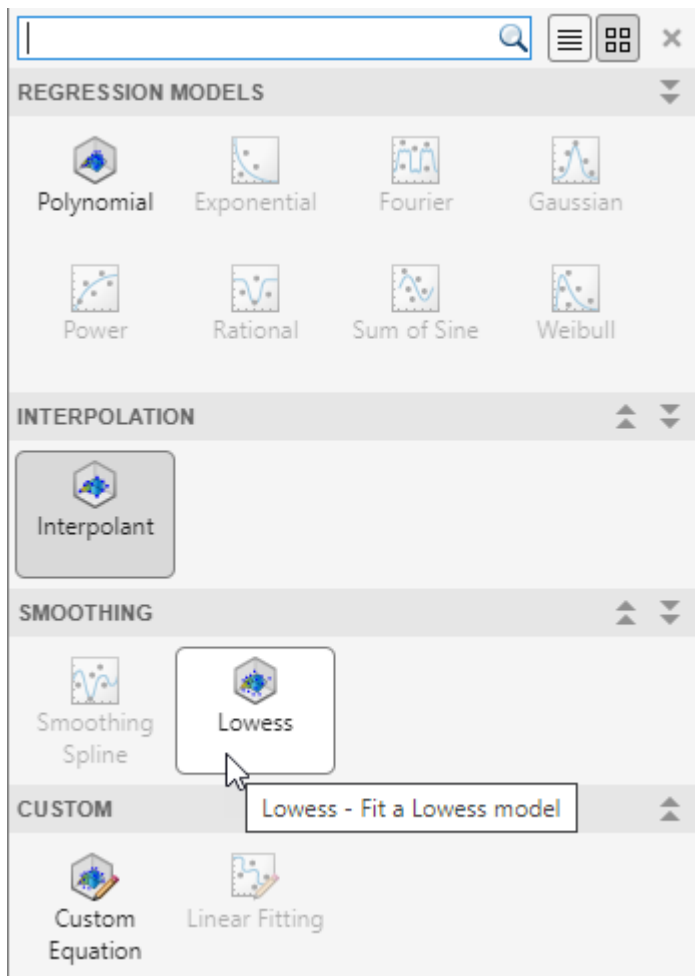 REGRESSION MODELS
Polynomial Exponential Fourier Gaussian
Power Rational Sum of Sine Weibull
INTERPOLATION
Interpolant
SMOOTHING
Smoothing Spline
Lowess
Lowess - Fit a Lowess model
CUSTOM
Custom Equation
Linear Fitting